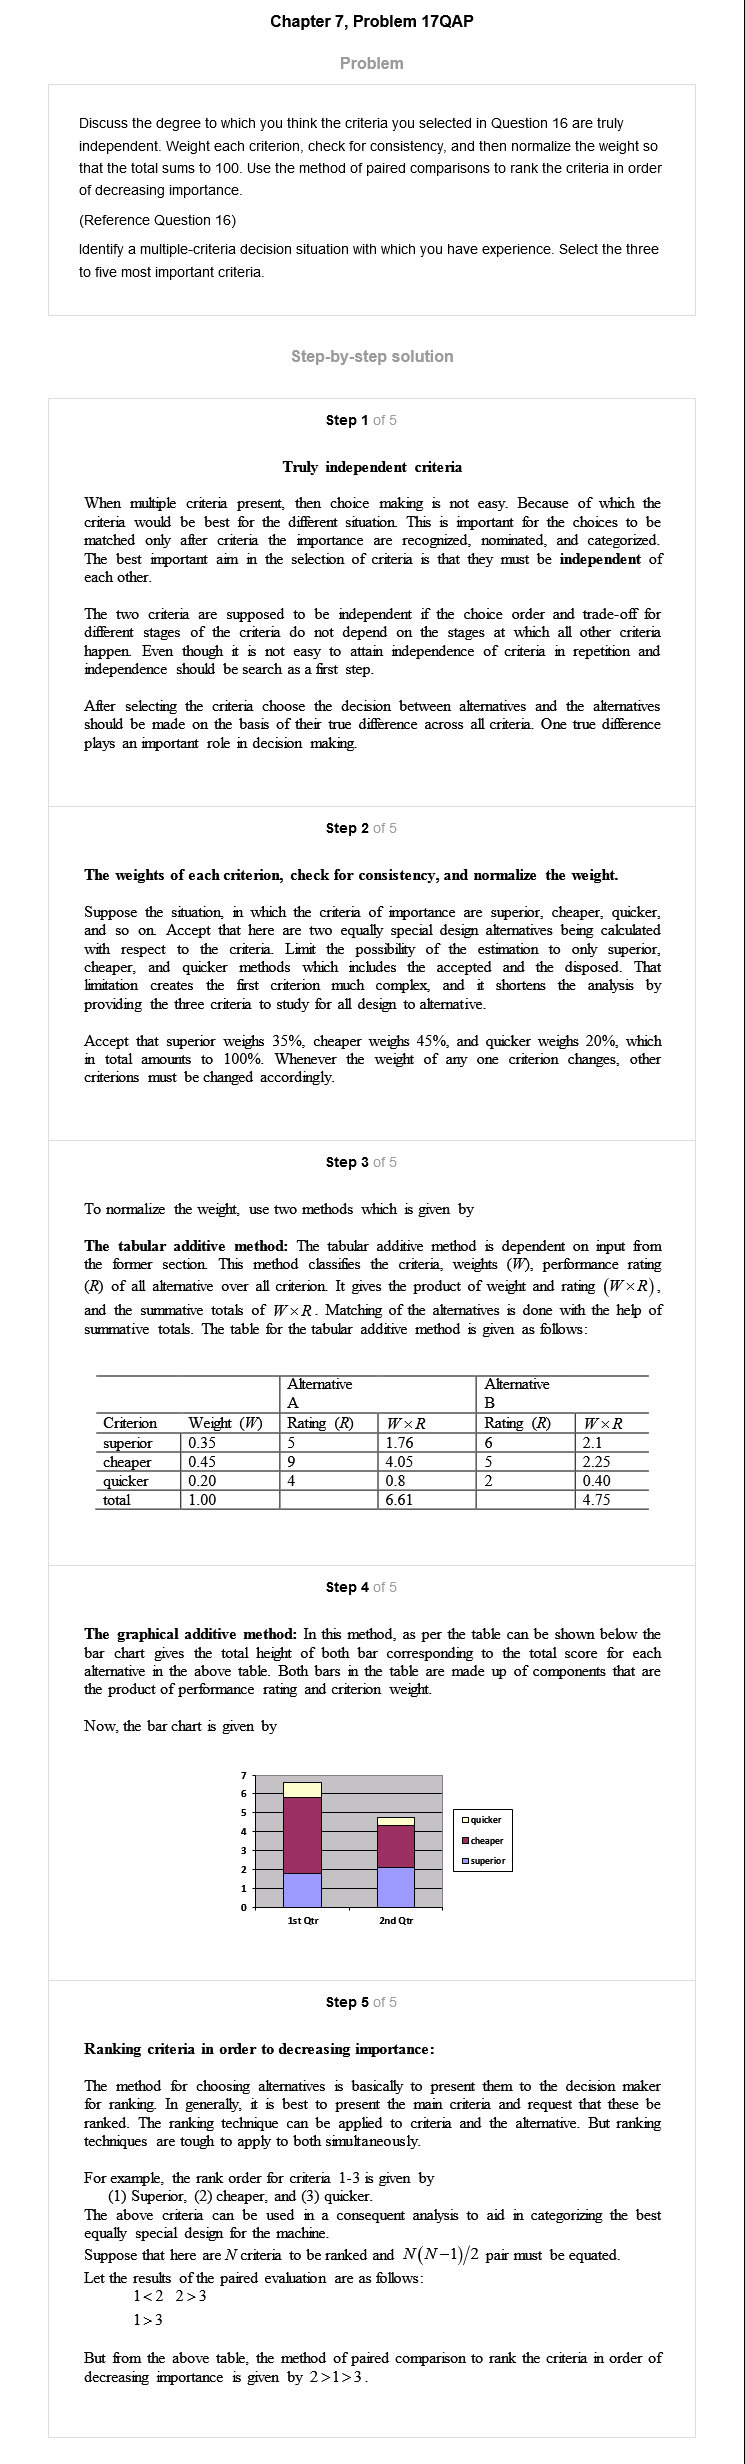 Chapter 7, Problem 17QAP
Problem
Discuss the degree to which you think the criteria you selected in Question 16 are truly
independent. Weight each criterion, check for consistency, and then normalize the weight so
that the total sums to 100. Use the method of paired comparisons to rank the criteria in order
of decreasing importance.
(Reference Question 16)
Identify a multiple-criteria decision situation with which you have experience. Select the three
to five most important criteria.
Step-by-step solution
Step 1 of 5
Truly independent criteria
When multiple criteria present, then choice making is not easy. Because of which the
criteria would be best for the different situation. This is important for the choices to be
matched only after criteria the importance are recognized, nominated, and categorized.
The best important aim in the selection of criteria is that they must be independent of
each other.
The two criteria are supposed to be independent if the choice order and trade-off for
different stages of the criteria do not depend on the stages at which all other criteria
happen. Even though it is not easy to attain independence of criteria in repetition and
independence should be search as a first step.
After selecting the criteria choose the decision between alternatives and the alternatives
should be made on the basis of their true difference across all criteria. One true difference
plays an important role in decision making.
Step 2 of 5
The weights of each criterion, check for consistency, and normalize the weight.
Suppose the situation, in which the criteria of importance are superior, cheaper, quicker,
and so on. Accept that here are two equally special design alternatives being calculated
with respect to the criteria. Limit the possibility of the estimation to only superior,
cheaper, and quicker methods which includes the accepted and the disposed. That
limitation creates the first criterion much complex, and it shortens the analysis by
providing the three criteria to study for all design to alternative.
Accept that superior weighs 35%, cheaper weighs 45%, and quicker weighs 20%, which
in total amounts to 100%. Whenever the weight of any one criterion changes, other
criterions must be changed accordingly.
Step 3 of 5
To normalize the weight, use two methods which is given by
The tabular additive method: The tabular additive method is dependent on input from
the former section. This method classifies the criteria, weights (W), performance rating
(R) of all alternative over all criterion. It gives the product of weight and rating (W×R),
and the summative totals of W×R. Matching of the alternatives is done with the help of
summative totals. The table for the tabular additive method is given as follows:
Alternative A Alternative B
Criterion Weight (W) Rating (R) W×R Rating (R) W×R
superior 0.35 5 1.76 6 2.1
cheaper 0.45 9 4.05 5 2.25
quicker 0.20 4 0.8 2 0.40
total 1.00 6.61 4.75
Step 4 of 5
The graphical additive method: In this method, as per the table can be shown below the
bar chart gives the total height of both bar corresponding to the total score for each
alternative in the above table. Both bars in the table are made up of components that are
the product of performance rating and criterion weight.
Now, the bar chart is given by
7
6
5
4
3
2
1
0
1st Qtr 2nd Qtr
quicker
cheaper
superior
Step 5 of 5
Ranking criteria in order to decreasing importance:
The method for choosing alternatives is basically to present them to the decision maker
for ranking. In generally, it is best to present the main criteria and request that these be
ranked. The ranking technique can be applied to criteria and the alternative. But ranking
techniques are tough to apply to both simultaneously.
For example, the rank order for criteria 1-3 is given by
(1) Superior, (2) cheaper, and (3) quicker.
The above criteria can be used in a consequent analysis to aid in categorizing the best
equally special design for the machine.
Suppose that here are N criteria to be ranked and N(N−1)/2 pair must be equated.
Let the results of the paired evaluation are as follows:
1<2 2>3
1>3
But from the above table, the method of paired comparison to rank the criteria in order of
decreasing importance is given by 2>1>3.